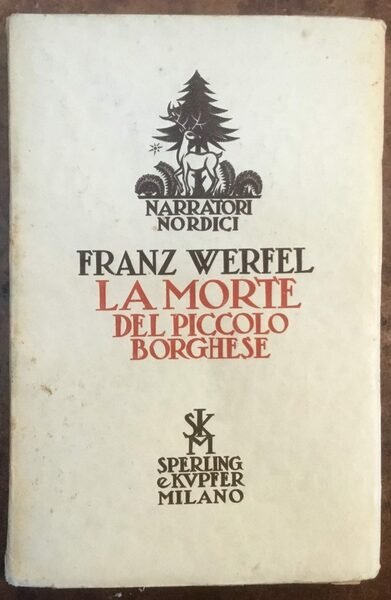 NARRATORI
NORDICI
FRANZ WERFEL
LA MORTE
DEL PICCOLO
BORGHESE
SKM
SPERLING
e KVPFER
MILANO